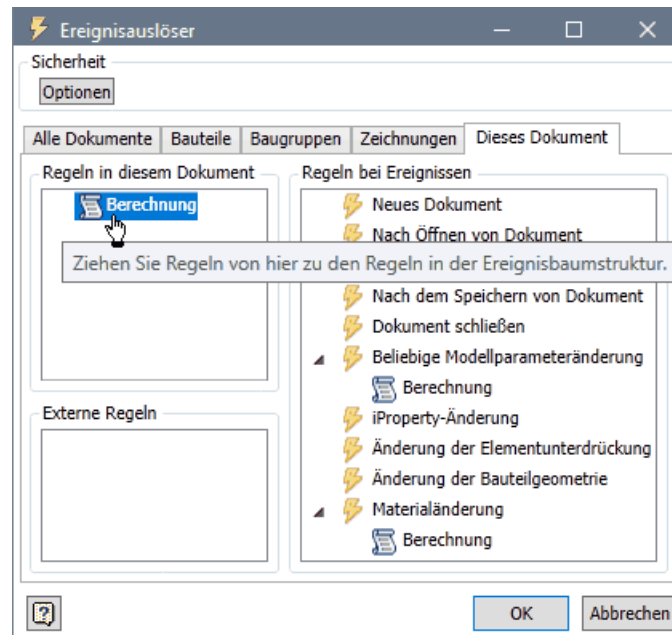 Ereignisauslöser
Sicherheit
Optionen
Alle Dokumente Bauteile Baugruppen Zeichnungen Dieses Dokument
Regeln in diesem Dokument
Berechnung
Regeln bei Ereignissen
Neues Dokument
Nach Öffnen von Dokument
Ziehen Sie Regeln von hier zu den Regeln in der Ereignisbaumstruktur.
Nach dem Speichern von Dokument
Dokument schließen
Beliebige Modellparameteränderung
Berechnung
iProperty-Änderung
Änderung der Elementunterdrückung
Änderung der Bauteilgeometrie
Materialänderung
Berechnung
Externe Regeln
OK Abbrechen